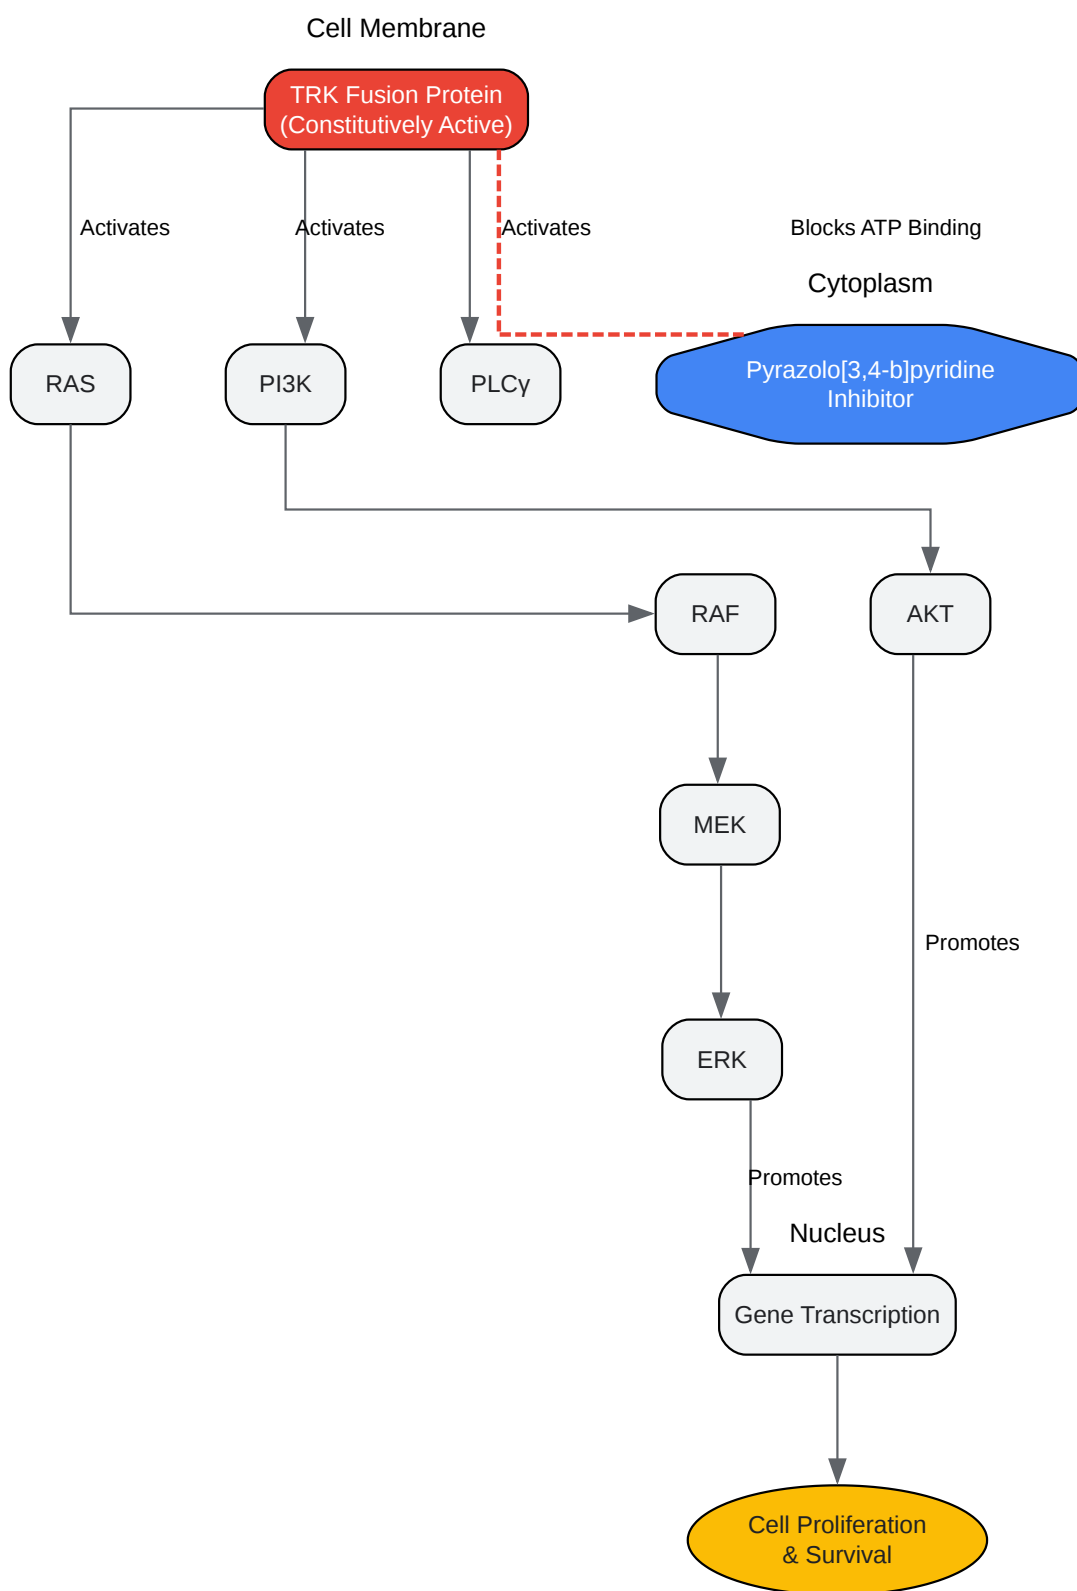 Cell Membrane
TRK Fusion Protein
(Constitutively Active)
Activates
Activates
Activates
Blocks ATP Binding
Cytoplasm
RAS
PI3K
PLCγ
Pyrazolo[3,4-b]pyridine
Inhibitor
RAF
AKT
MEK
Promotes
ERK
Promotes
Nucleus
Gene Transcription
Cell Proliferation
& Survival